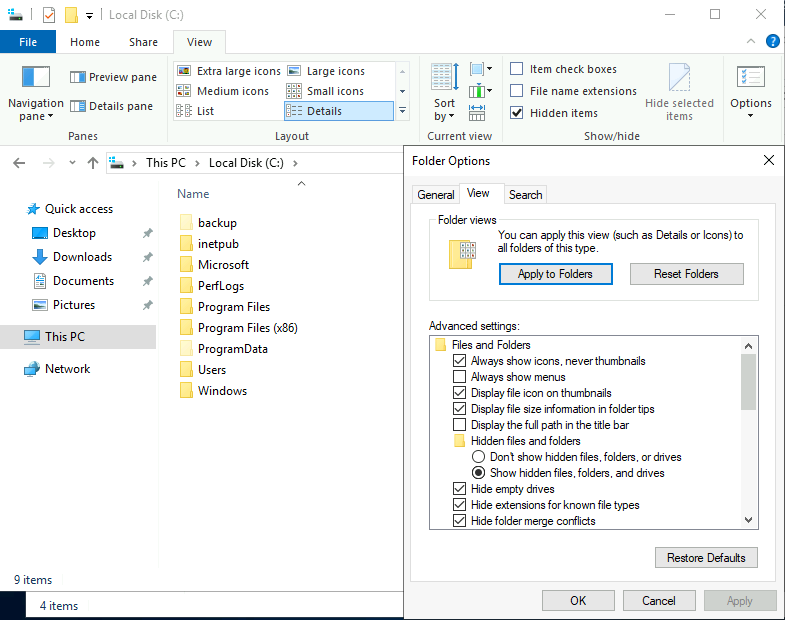 Local Disk (C:)
File Home Share View
Navigation pane
Preview pane
Details pane
Panes
Extra large icons Large icons
Medium icons Small icons
List Details
Layout
Sort by
Current view
Item check boxes
File name extensions
Hidden items
Hide selected items
Show/hide
Options
This PC Local Disk (C:)
Quick access
Desktop
Downloads
Documents
Pictures
This PC
Network
Name
backup
inetpub
Microsoft
PerfLogs
Program Files
Program Files (x86)
ProgramData
Users
Windows
9 items
4 items
Folder Options
General View Search
Folder views
You can apply this view (such as Details or Icons) to
all folders of this type.
Apply to Folders Reset Folders
Advanced settings:
Files and Folders
Always show icons, never thumbnails
Always show menus
Display file icon on thumbnails
Display file size information in folder tips
Display the full path in the title bar
Hidden files and folders
Don't show hidden files, folders, or drives
Show hidden files, folders, and drives
Hide empty drives
Hide extensions for known file types
Hide folder merge conflicts
Restore Defaults
OK Cancel Apply